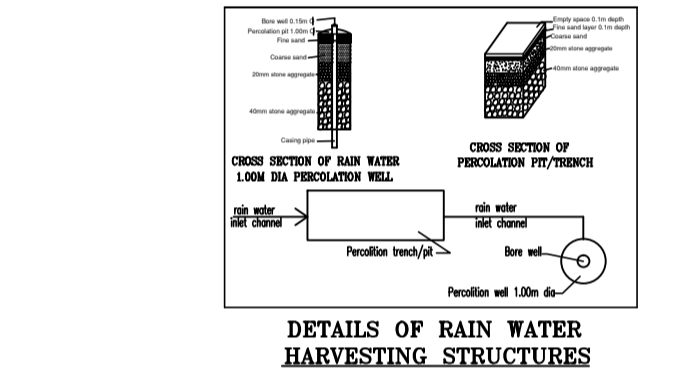 Bore well 0.15m
Percolation pit 1.00m
Fine sand
Coarse sand
20mm stone aggregate
40mm stone aggregate
Casing pipe
CROSS SECTION OF RAIN WATER
1.00M DIA PERCOLATION WELL
Empty space 0.1m depth
Fine sand layer 0.1m depth
Coarse sand
20mm stone aggregate
40mm stone aggregate
CROSS SECTION OF
PERCOLATION PIT/TRENCH
rain water
inlet channel
Percolition trench/pit
rain water
inlet channel
Bore well
Percolition well 1.00m dia
DETAILS OF RAIN WATER
HARVESTING STRUCTURES